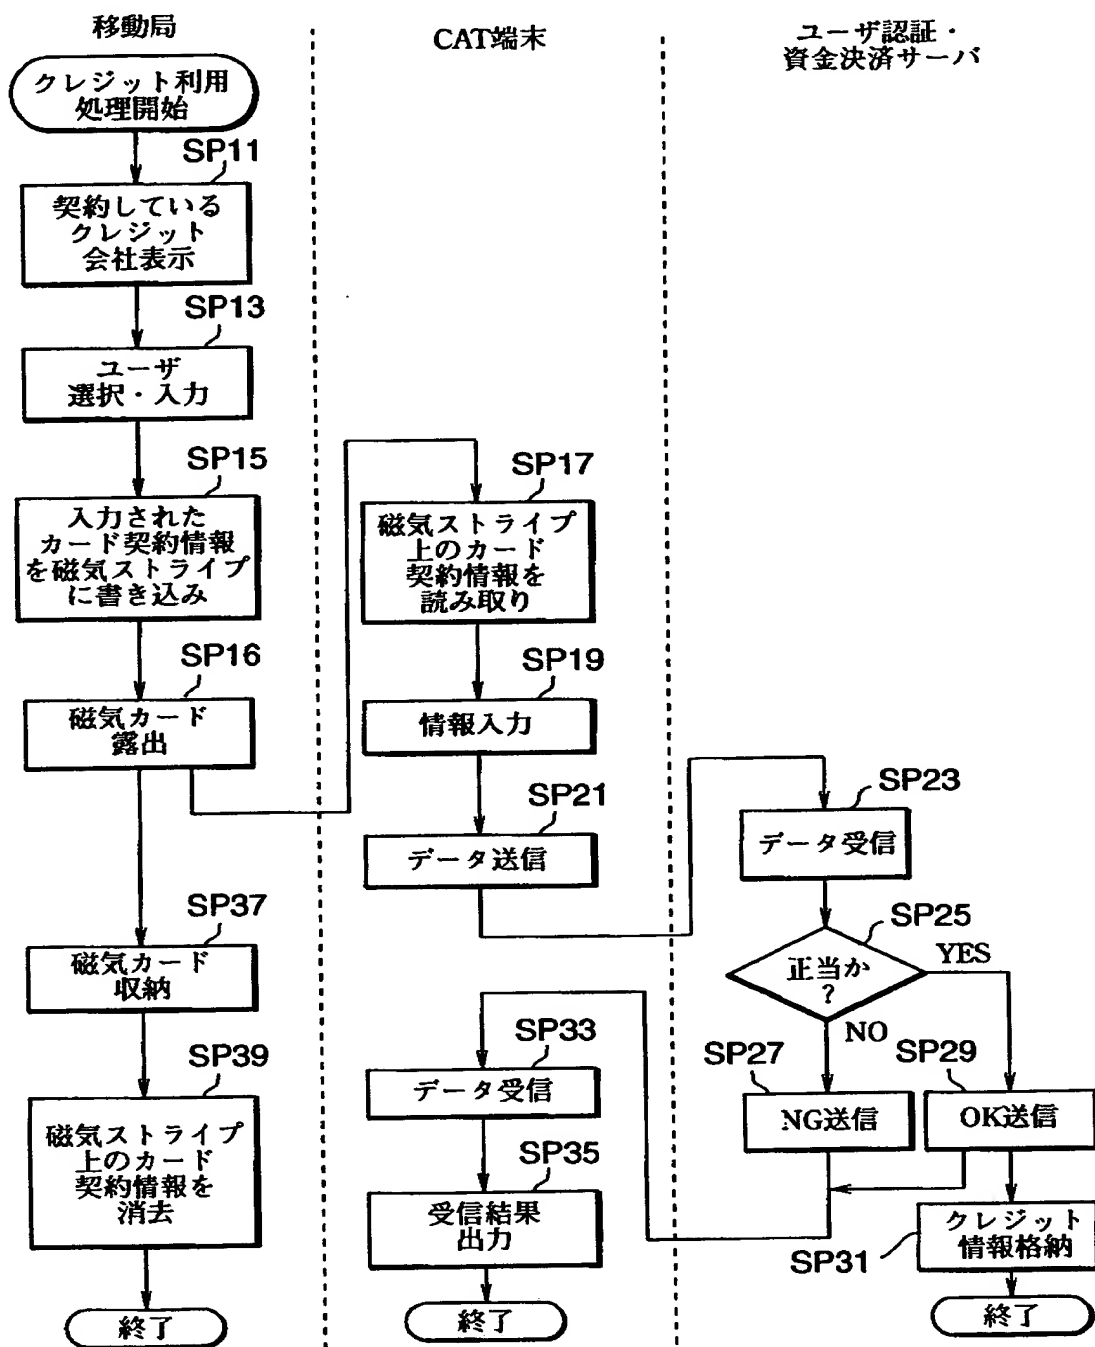 移動局
クレジット利用
処理開始
SP11
契約している
クレジット
会社表示
SP13
ユーザ
選択・入力
SP15
入力された
カード契約情報
を磁気ストライプ
に書き込み
SP16
磁気カード
露出
SP37
磁気カード
収納
SP39
磁気ストライプ
上のカード
契約情報を
消去
終了
CAT端末
SP17
磁気ストライプ
上のカード
契約情報を
読み取り
SP19
情報入力
SP21
データ送信
SP33
データ受信
SP35
受信結果
出力
終了
ユーザ認証・
資金決済サーバ
SP23
データ受信
SP25
正当か
?
YES
NO
SP27
NG送信
SP29
OK送信
SP31
クレジット
情報格納
終了